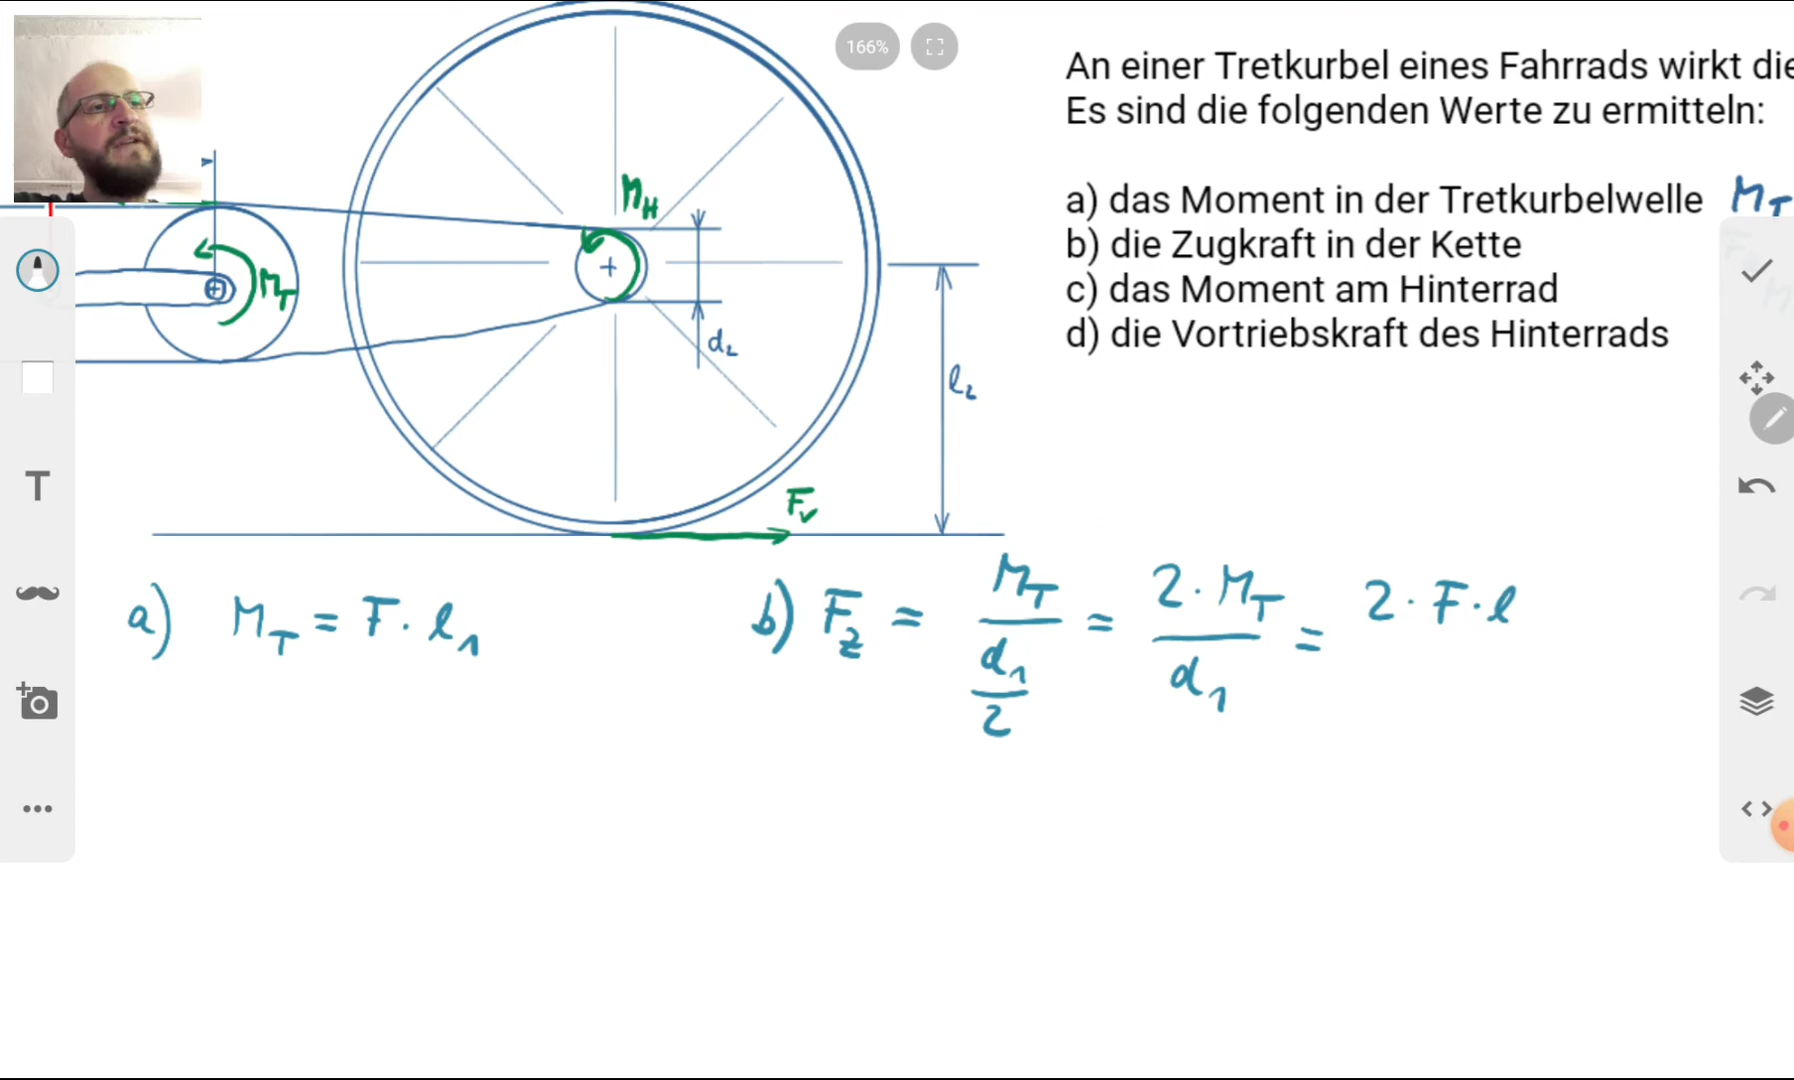 166%
An einer Tretkurbel eines Fahrrads wirkt die
Es sind die folgenden Werte zu ermitteln:
a) das Moment in der Tretkurbelwelle M_T
b) die Zugkraft in der Kette
c) das Moment am Hinterrad
d) die Vortriebskraft des Hinterrads
M_H
M_T
d_2
l_2
F_v
T
a) M_T = F · l_1
b) F_z = M_T / (d_1 / 2) = 2 · M_T / d_1 = 2 · F · l